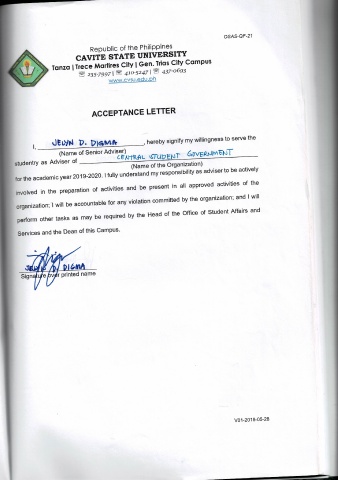 OSAS-QF-21
Republic of the Philippines
CAVITE STATE UNIVERSITY
Tanza | Trece Martires City | Gen. Trias City Campus
☏ 235-7997 | ☏ 410-5247 | ☏ 437-0693
www.cvsu.edu.ph
ACCEPTANCE LETTER
I, JELYN D. DIGMA, hereby signify my willingness to serve the
(Name of Senior Adviser)
studentry as Adviser of CENTRAL STUDENT GOVERNMENT
(Name of the Organization)
for the academic year 2019-2020. I fully understand my responsibility as adviser to be actively
involved in the preparation of activities and be present in all approved activities of the
organization; I will be accountable for any violation committed by the organization; and I will
perform other tasks as may be required by the Head of the Office of Student Affairs and
Services and the Dean of this Campus.
JELYN D. DIGMA
Signature over printed name
V01-2018-05-28